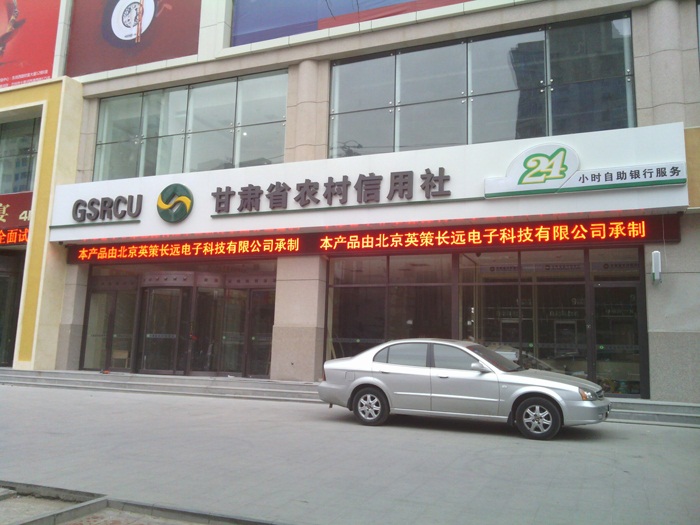 GSRCU 甘肃省农村信用社
24 小时自助银行服务
本产品由北京英策长远电子科技有限公司承制 本产品由北京英策长远电子科技有限公司承制
全面试